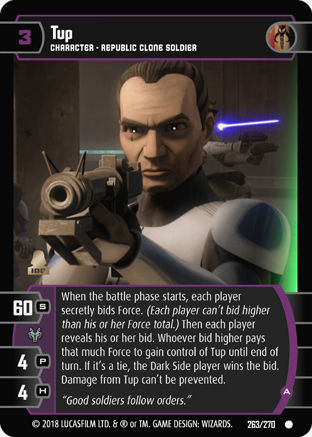 3
Tup
CHARACTER • REPUBLIC CLONE SOLDIER
60 S
4 P
4 H
When the battle phase starts, each player
secretly bids Force. (Each player can't bid higher
than his or her Force total.) Then each player
reveals his or her bid. Whoever bid higher pays
that much Force to gain control of Tup until end of
turn. If it's a tie, the Dark Side player wins the bid.
Damage from Tup can't be prevented.
"Good soldiers follow orders."
A
© 2018 LUCASFILM LTD. & ® or TM. GAME DESIGN: WIZARDS. 263/270